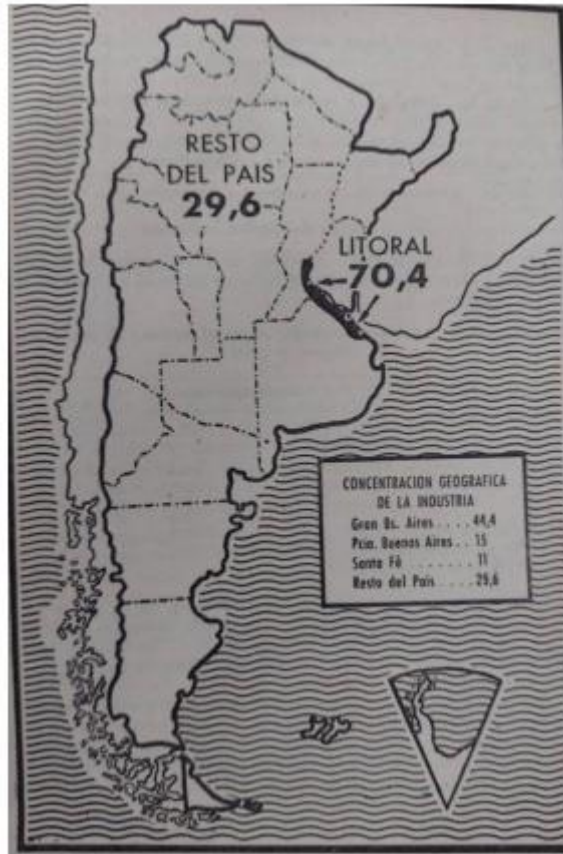 RESTO
DEL PAIS
29,6
LITORAL
70,4
CONCENTRACION GEOGRAFICA
DE LA INDUSTRIA
Gran Bs. Aires .... 44,4
Pcia. Buenos Aires .. 15
Santa Fé ....... 11
Resto del País .... 29,6